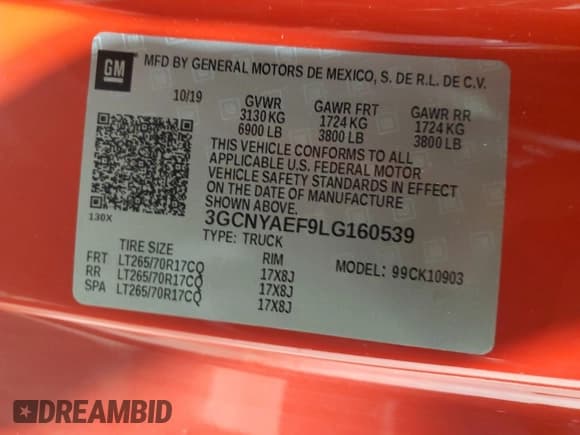 GM
MFD BY GENERAL MOTORS DE MEXICO, S. DE R.L. DE C.V.
10/19 GVWR GAWR FRT GAWR RR
3130 KG 1724 KG 1724 KG
6900 LB 3800 LB 3800 LB
THIS VEHICLE CONFORMS TO ALL
APPLICABLE U.S. FEDERAL MOTOR
VEHICLE SAFETY STANDARDS IN EFFECT
ON THE DATE OF MANUFACTURE
SHOWN ABOVE.
130X
3GCNYAEF9LG160539
TYPE: TRUCK
TIRE SIZE RIM MODEL: 99CK10903
FRT LT265/70R17CQ 17X8J
RR LT265/70R17CQ 17X8J
SPA LT265/70R17CQ 17X8J
DREAMBID